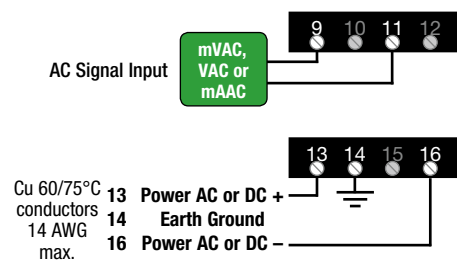 9 10 11 12
AC Signal Input
mVAC,
VAC or
mAAC
13 14 15 16
Cu 60/75°C
conductors
14 AWG
max.
13 Power AC or DC +
14 Earth Ground
16 Power AC or DC –